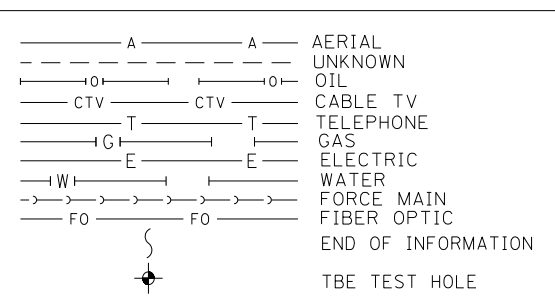 A A AERIAL
UNKNOWN
O O OIL
CTV CTV CABLE TV
T T TELEPHONE
G GAS
E E ELECTRIC
W WATER
FORCE MAIN
FO FO FIBER OPTIC
END OF INFORMATION
TBE TEST HOLE